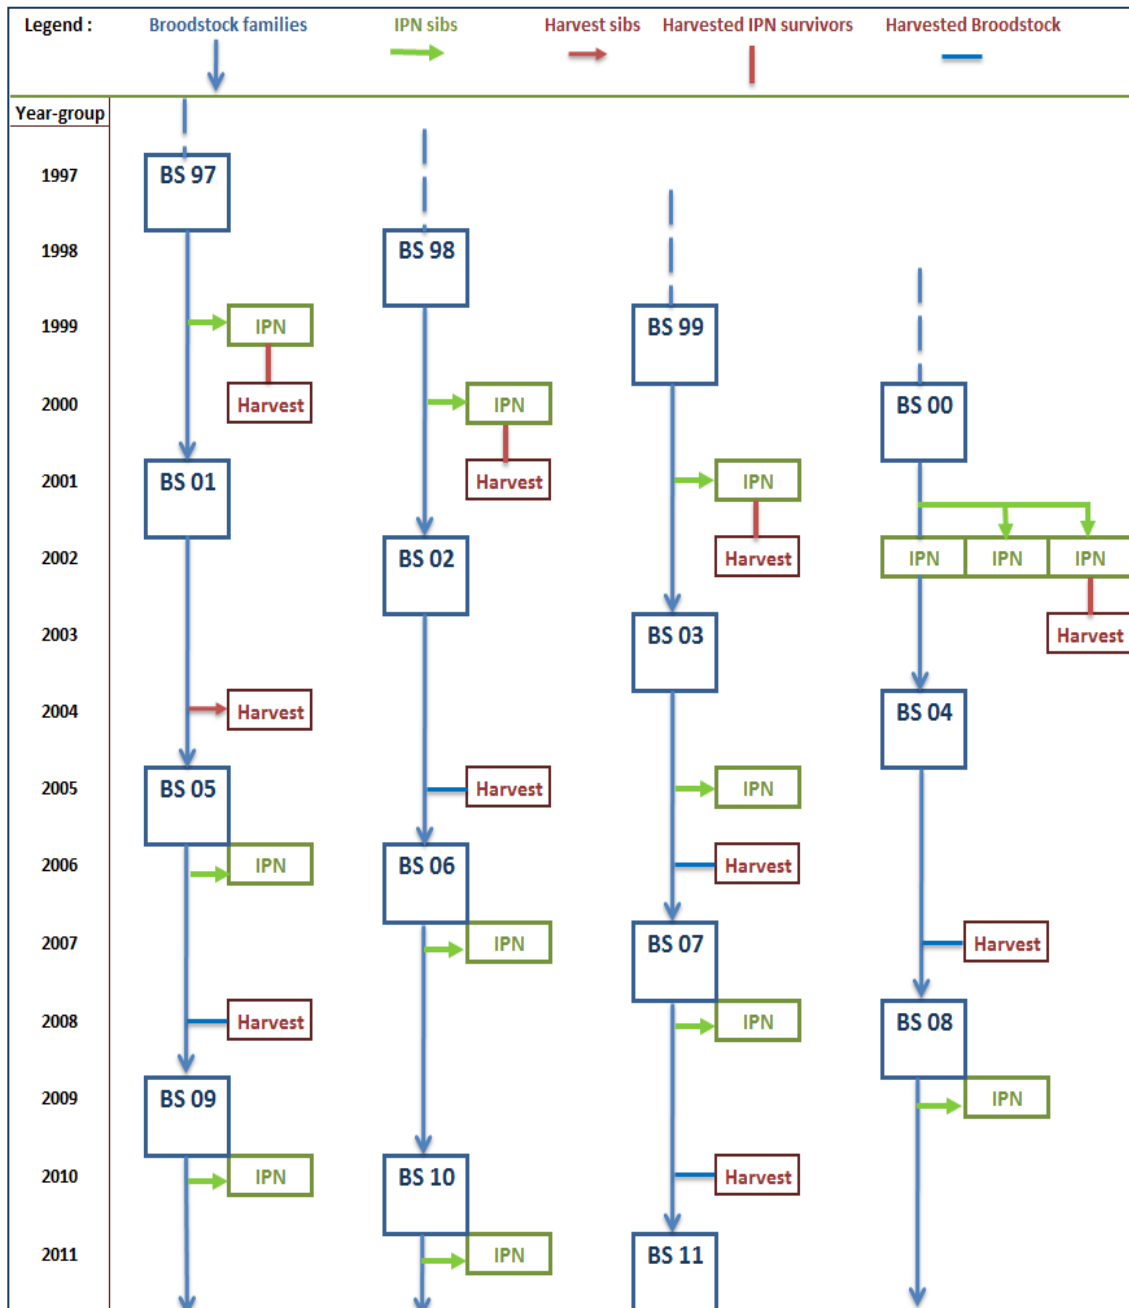 Legend : Broodstock families IPN sibs Harvest sibs Harvested IPN survivors Harvested Broodstock
Year-group
1997 BS 97
1998 BS 98
1999 IPN BS 99
2000 Harvest IPN BS 00
2001 BS 01 Harvest IPN
2002 BS 02 Harvest IPN IPN IPN
2003 BS 03 Harvest
2004 Harvest BS 04
2005 BS 05 Harvest IPN
2006 IPN BS 06 Harvest
2007 IPN BS 07 Harvest
2008 Harvest IPN BS 08
2009 BS 09 IPN
2010 IPN BS 10 Harvest
2011 IPN BS 11